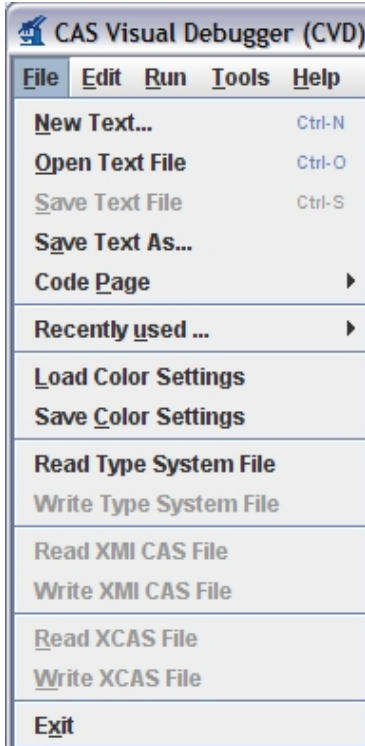 CAS Visual Debugger (CVD)
File Edit Run Tools Help
New Text... Ctrl-N
Open Text File Ctrl-O
Save Text File Ctrl-S
Save Text As...
Code Page
Recently used ...
Load Color Settings
Save Color Settings
Read Type System File
Write Type System File
Read XMI CAS File
Write XMI CAS File
Read XCAS File
Write XCAS File
Exit